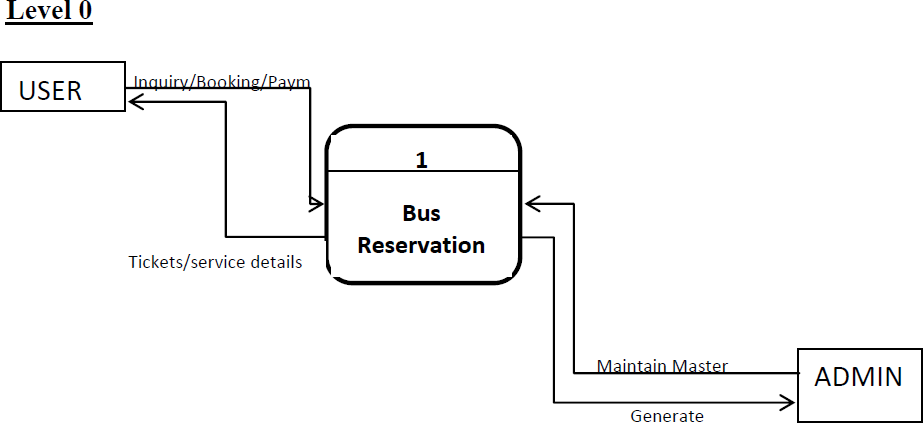 Level 0
USER
Inquiry/Booking/Paym
1
Bus
Reservation
Tickets/service details
Maintain Master
ADMIN
Generate